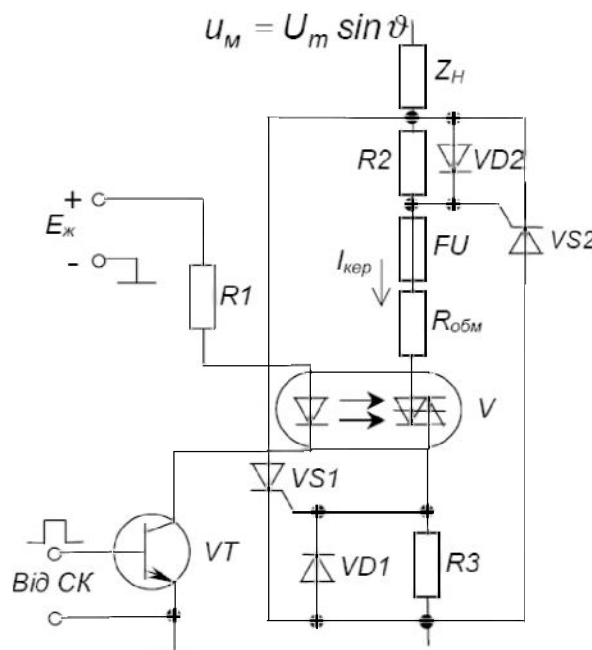 uм = Um sin ϑ
ZН
R2
VD2
+
Eж
-
FU
VS2
Iкер
R1
Rобм
V
VS1
VT
VD1
R3
Від СК